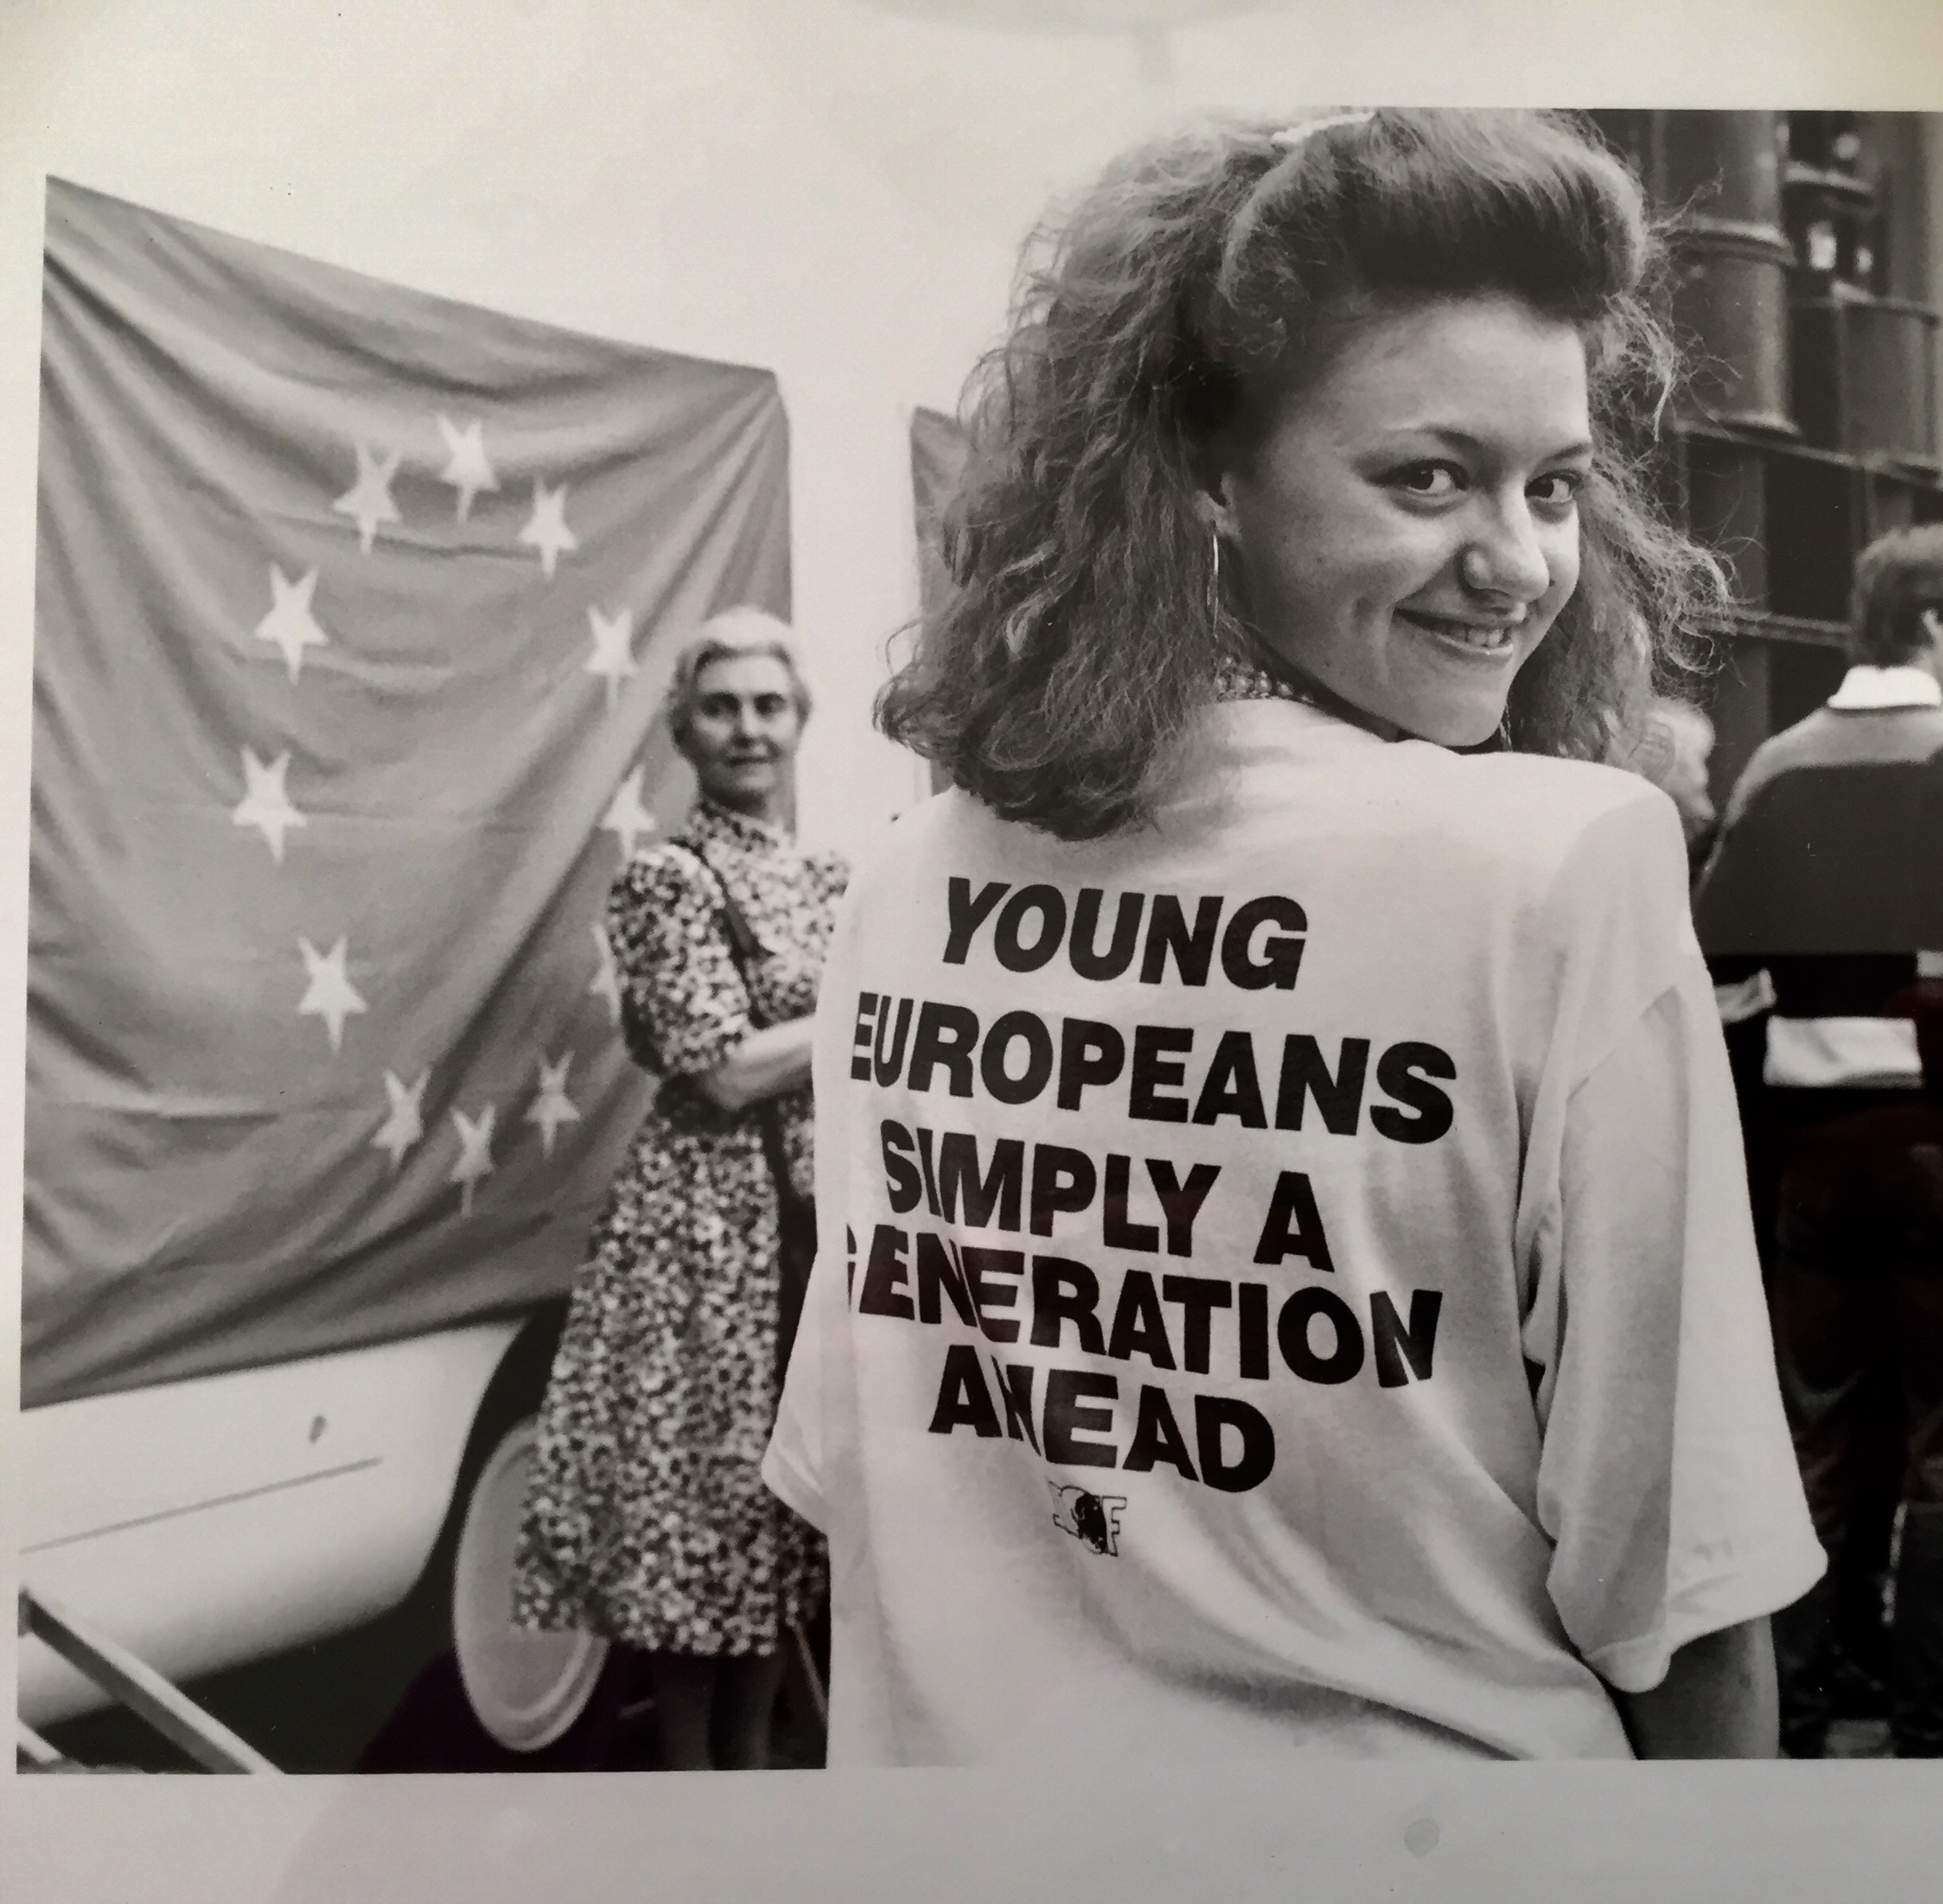 YOUNG
EUROPEANS
SIMPLY A
GENERATION
AHEAD